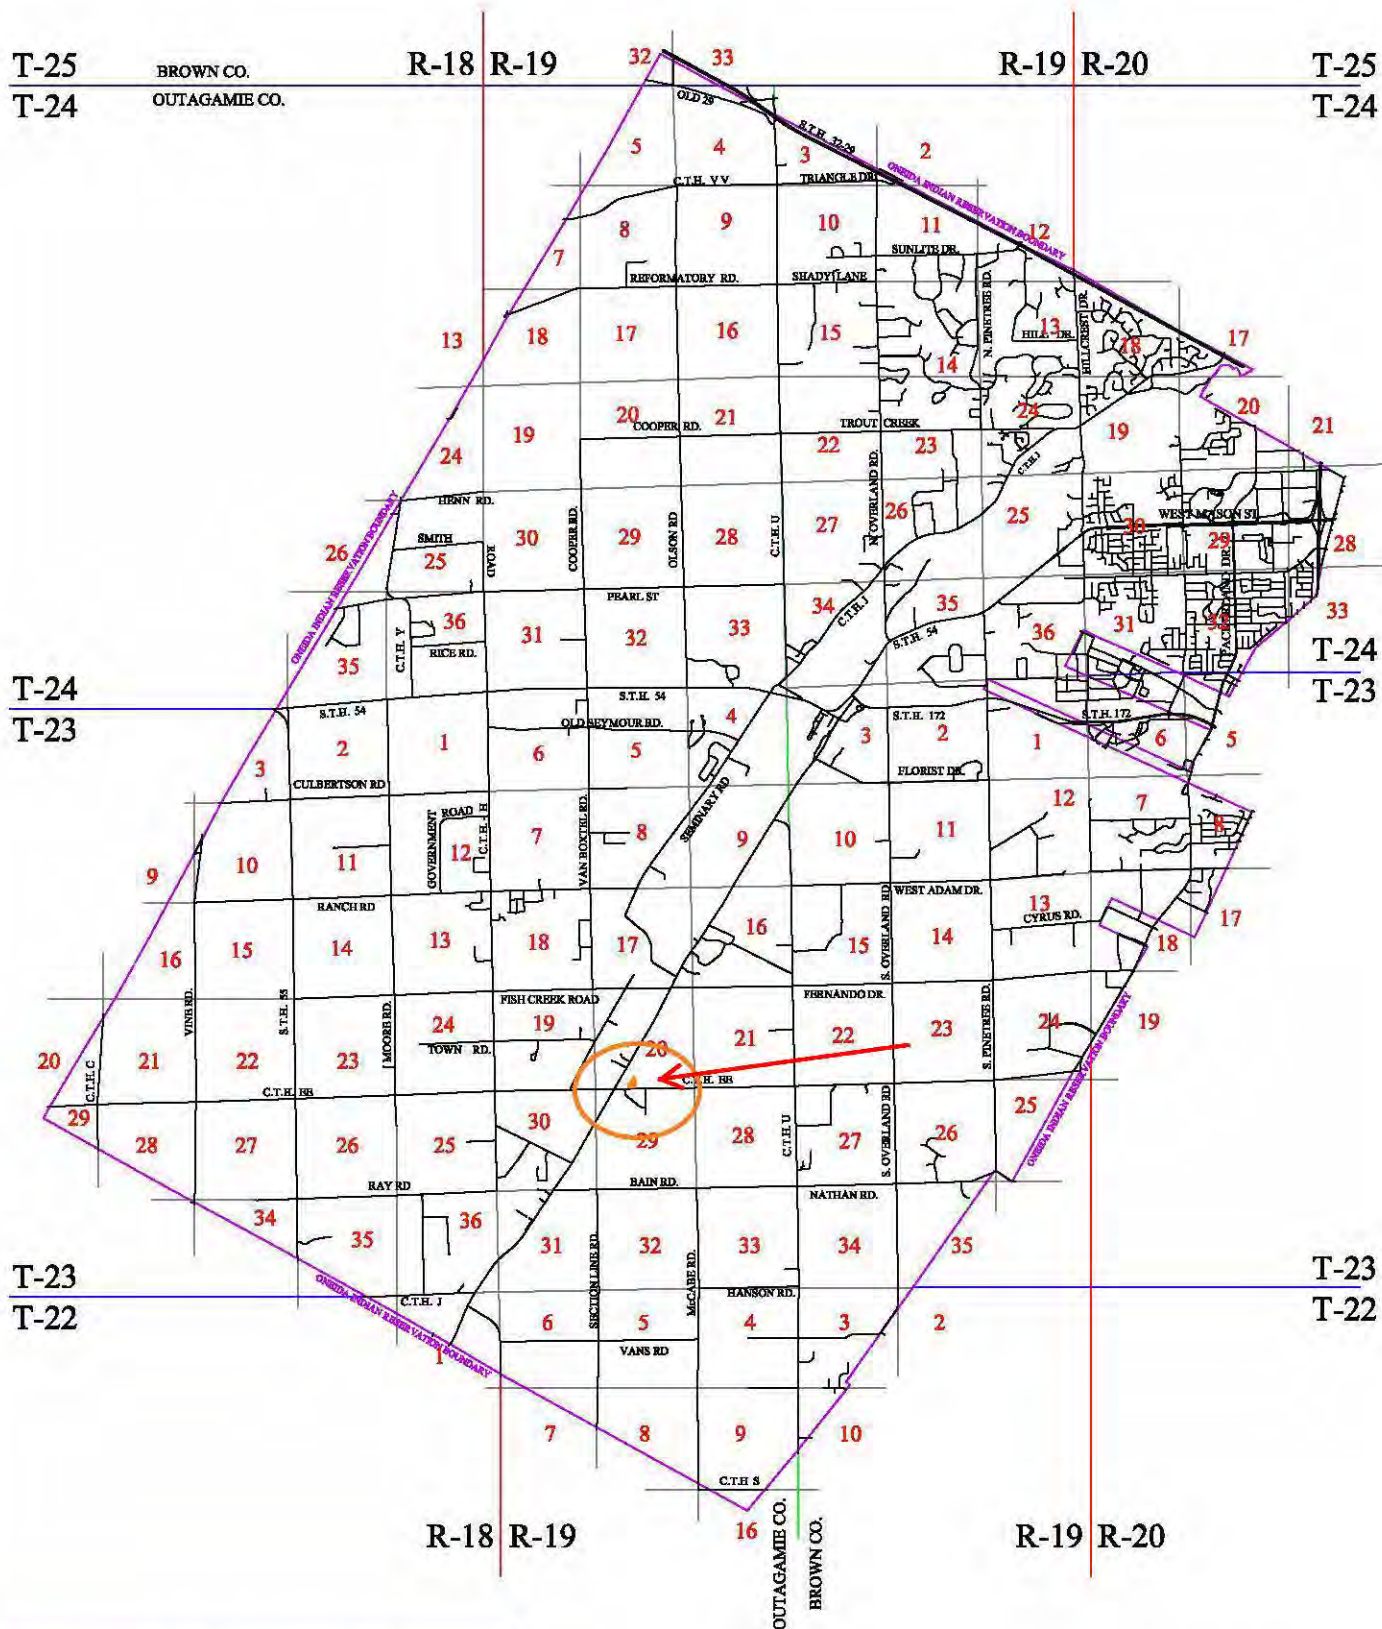 T-25
BROWN CO.
R-18
R-19
32
33
R-19
R-20
T-25
T-24
OUTAGAMIE CO.
T-24
OLD 29
S.T.H. 32-29
5
4
3
2
ONEIDA INDIAN RESERVATION BOUNDARY
C.T.H. V V
TRIANGLE DR.
8
9
10
11
12
7
SUNLITE DR.
REFORMATORY RD.
SHADY LANE
N. PINETREE RD.
HILLCREST DR.
13
18
17
16
15
14
13
HILL DR.
18
17
20
21
24
20
21
19
COOPER RD.
TROUT CREEK
22
23
19
24
C.T.H.J
N. OVERLAND RD.
HENN RD.
26
25
WEST MASON ST.
SMITH
ROAD
30
COOPER RD.
29
OLSON RD
28
C.T.H.U
27
30
29
28
26
25
ONEIDA INDIAN RESERVATION BOUNDARY
PEARL ST
34
C.T.H.J
35
33
36
31
32
33
36
31
C.T.H. Y
RICE RD.
S.T.H. 54
35
T-24
T-24
T-23
T-23
S.T.H. 54
S.T.H. 54
OLD SEYMOUR RD.
4
S.T.H. 172
S.T.H. 172
3
2
1
6
5
3
2
1
6
5
CULBERTSON RD
FLORIST DR.
SEMINARY RD
12
7
8
GOVERNMENT
ROAD
C.T.H. H
7
VAN BOXTEL RD.
8
9
10
11
9
10
11
12
RANCH RD
WEST ADAM DR.
S. OVERLAND RD
13
CYRUS RD.
17
16
15
14
13
18
17
16
15
14
18
VINE RD.
S.T.H. 55
MOORE RD.
FISH CREEK ROAD
FERNANDO DR.
S. PINETREE RD.
24
19
20
21
22
23
24
19
20
21
22
23
TOWN RD.
C.T.H. C
C.T.H. EE
C.T.H. EE
ONEIDA INDIAN RESERVATION BOUNDARY
29
28
27
26
25
30
29
28
C.T.H.U
27
S. OVERLAND RD
26
25
RAY RD
BAIN RD.
NATHAN RD.
34
35
36
31
SECTION LINE RD.
32
McCABE RD.
33
34
35
T-23
T-23
T-22
T-22
ONEIDA INDIAN RESERVATION BOUNDARY
C.T.H. J
HANSON RD.
6
5
4
3
2
1
VANS RD
7
8
9
10
C.T.H S
16
R-18
R-19
OUTAGAMIE CO.
BROWN CO.
R-19
R-20